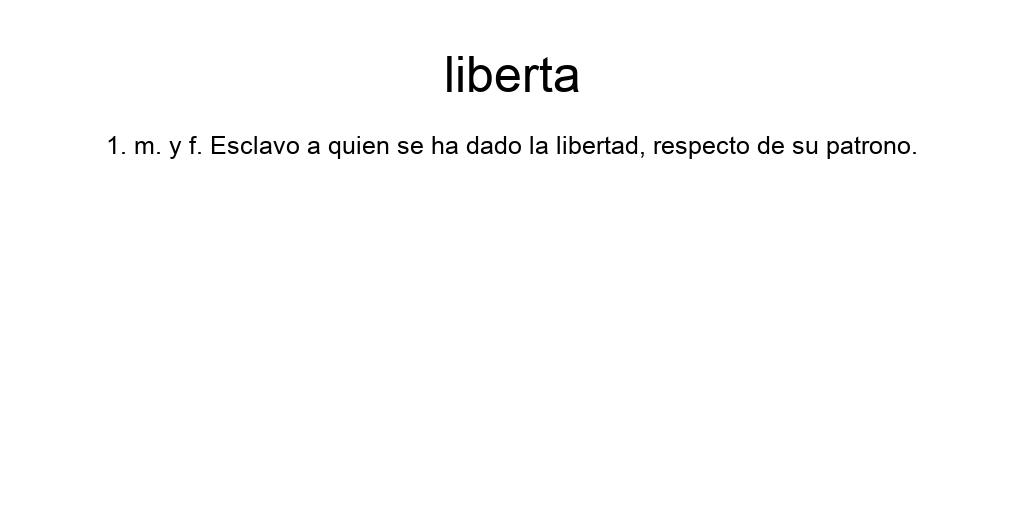 liberta
1. m. y f. Esclavo a quien se ha dado la libertad, respecto de su patrono.